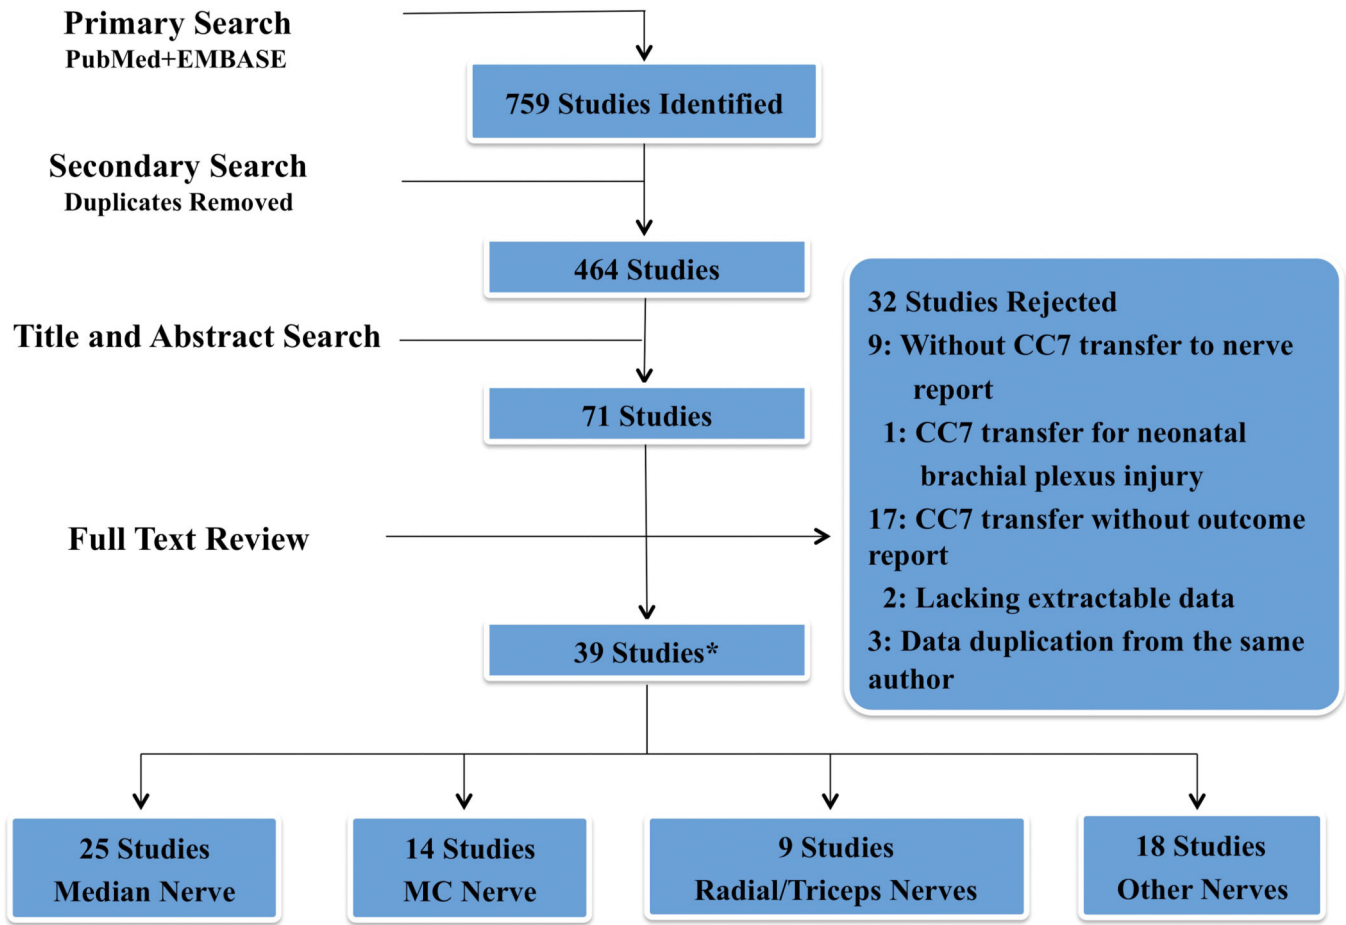 Primary Search
PubMed+EMBASE
759 Studies Identified
Secondary Search
Duplicates Removed
464 Studies
Title and Abstract Search
71 Studies
Full Text Review
32 Studies Rejected
9: Without CC7 transfer to nerve
report
1: CC7 transfer for neonatal
brachial plexus injury
17: CC7 transfer without outcome
report
2: Lacking extractable data
3: Data duplication from the same
author
39 Studies*
25 Studies
Median Nerve
14 Studies
MC Nerve
9 Studies
Radial/Triceps Nerves
18 Studies
Other Nerves